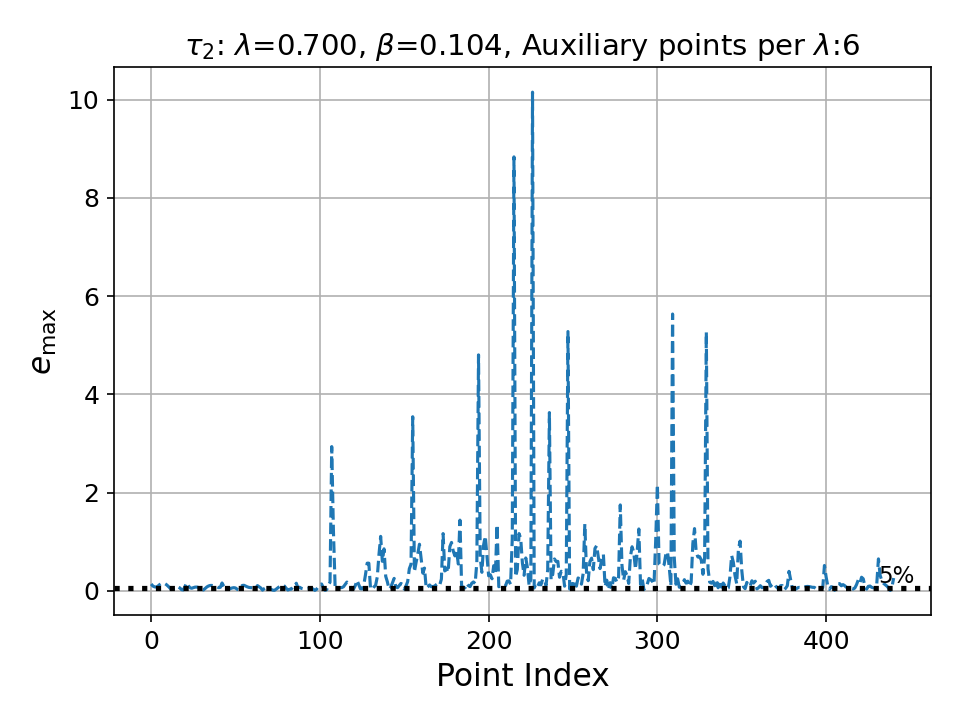 τ₂: λ=0.700, β=0.104, Auxiliary points per λ:6
10
8
6
4
2
0
e_max
5%
0 100 200 300 400
Point Index